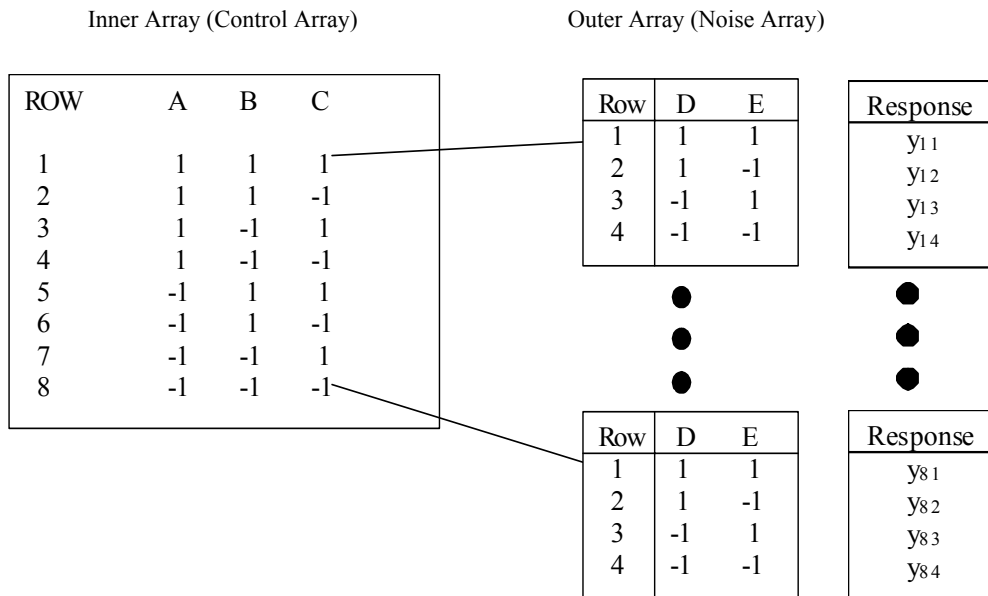 Inner Array (Control Array)
Outer Array (Noise Array)
ROW A B C
1 1 1 1
2 1 1 -1
3 1 -1 1
4 1 -1 -1
5 -1 1 1
6 -1 1 -1
7 -1 -1 1
8 -1 -1 -1
Row D E
1 1 1
2 1 -1
3 -1 1
4 -1 -1
Response
y11
y12
y13
y14
Row D E
1 1 1
2 1 -1
3 -1 1
4 -1 -1
Response
y81
y82
y83
y84